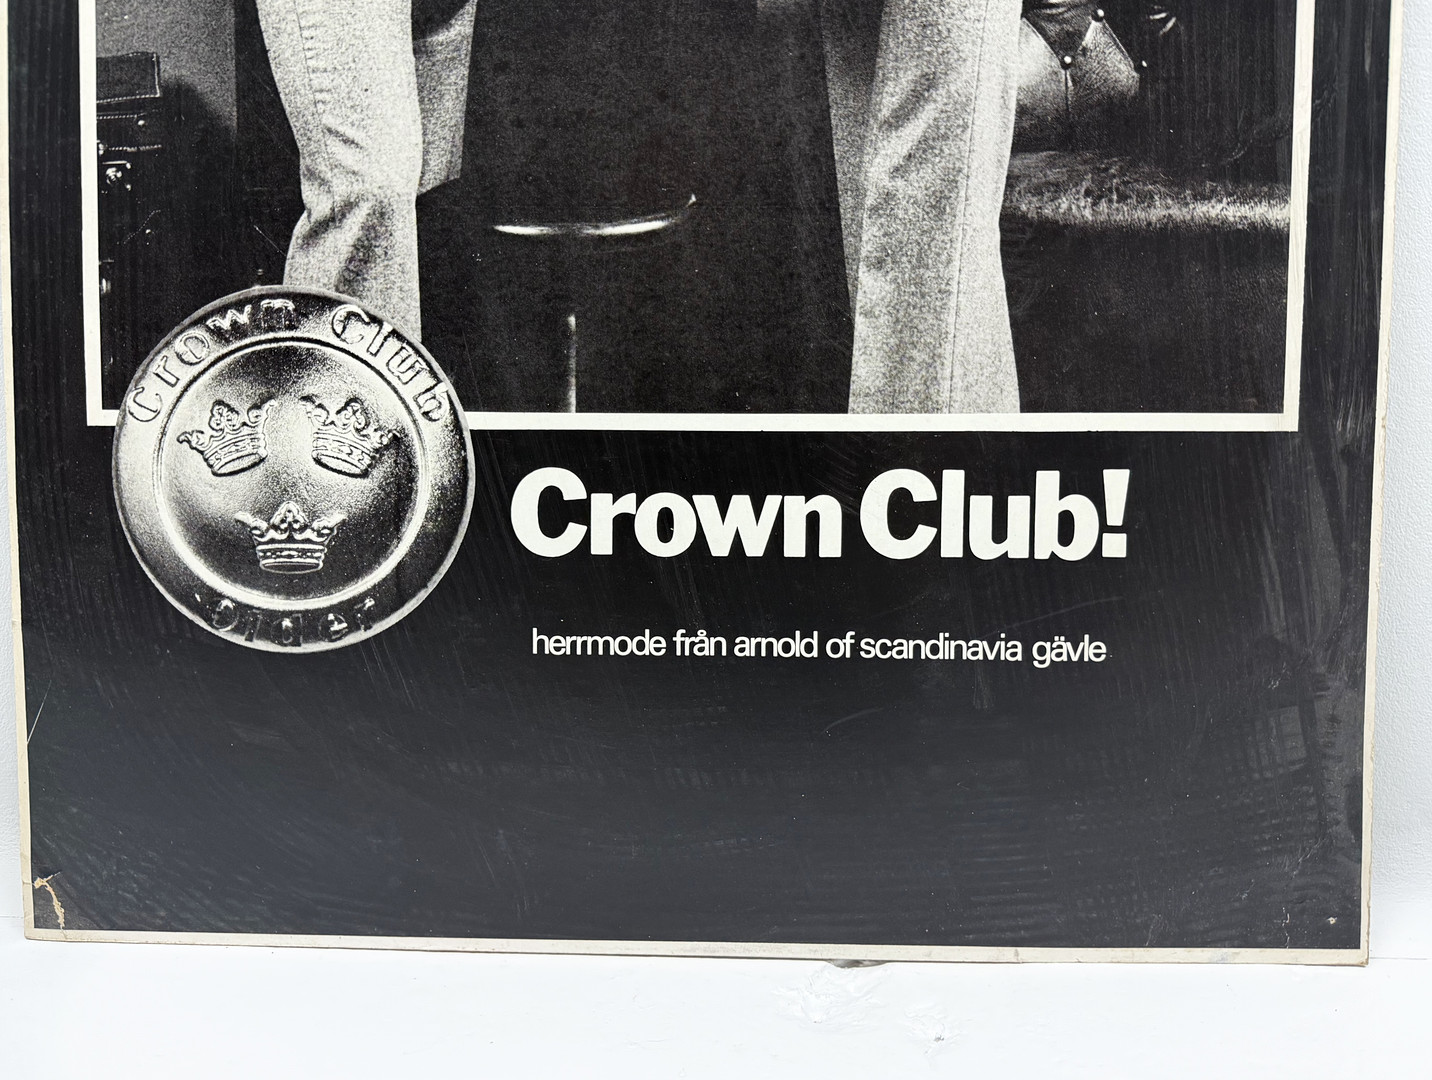 Crown Club
Order
Crown Club!
herrmode från arnold of scandinavia gävle